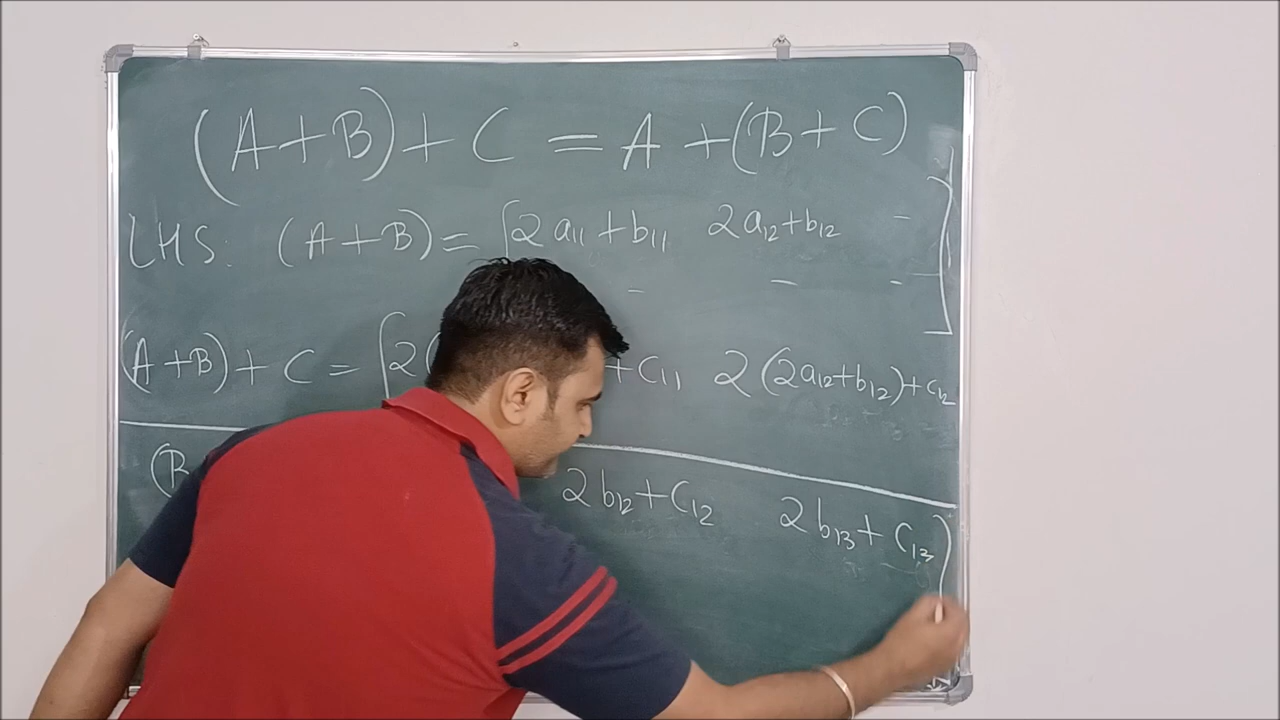 (A+B)+C = A+(B+C)
LHS: (A+B)= [2a₁₁+b₁₁ 2a₁₂+b₁₂ -
- - - ]
(A+B)+C = [2( +C₁₁ 2(2a₁₂+b₁₂)+C₁₂
(B 2b₁₂+C₁₂ 2b₁₃+C₁₃ ]